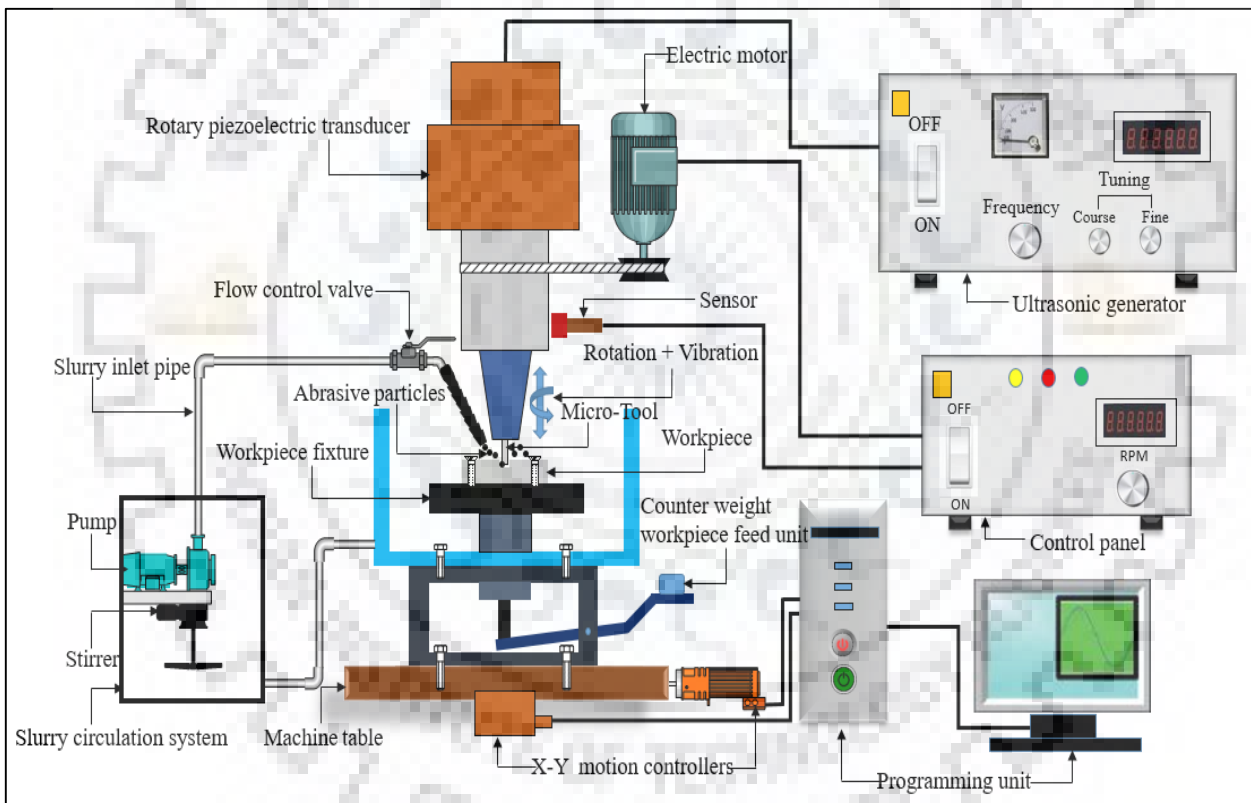 Electric motor
Rotary piezoelectric transducer
OFF
ON
V
Frequency
Tuning
Course
Fine
Ultrasonic generator
Flow control valve
Sensor
Rotation + Vibration
Slurry inlet pipe
Abrasive particles
Micro-Tool
Workpiece fixture
Workpiece
OFF
ON
RPM
Control panel
Counter weight
workpiece feed unit
Pump
Stirrer
Slurry circulation system
Machine table
X-Y motion controllers
Programming unit